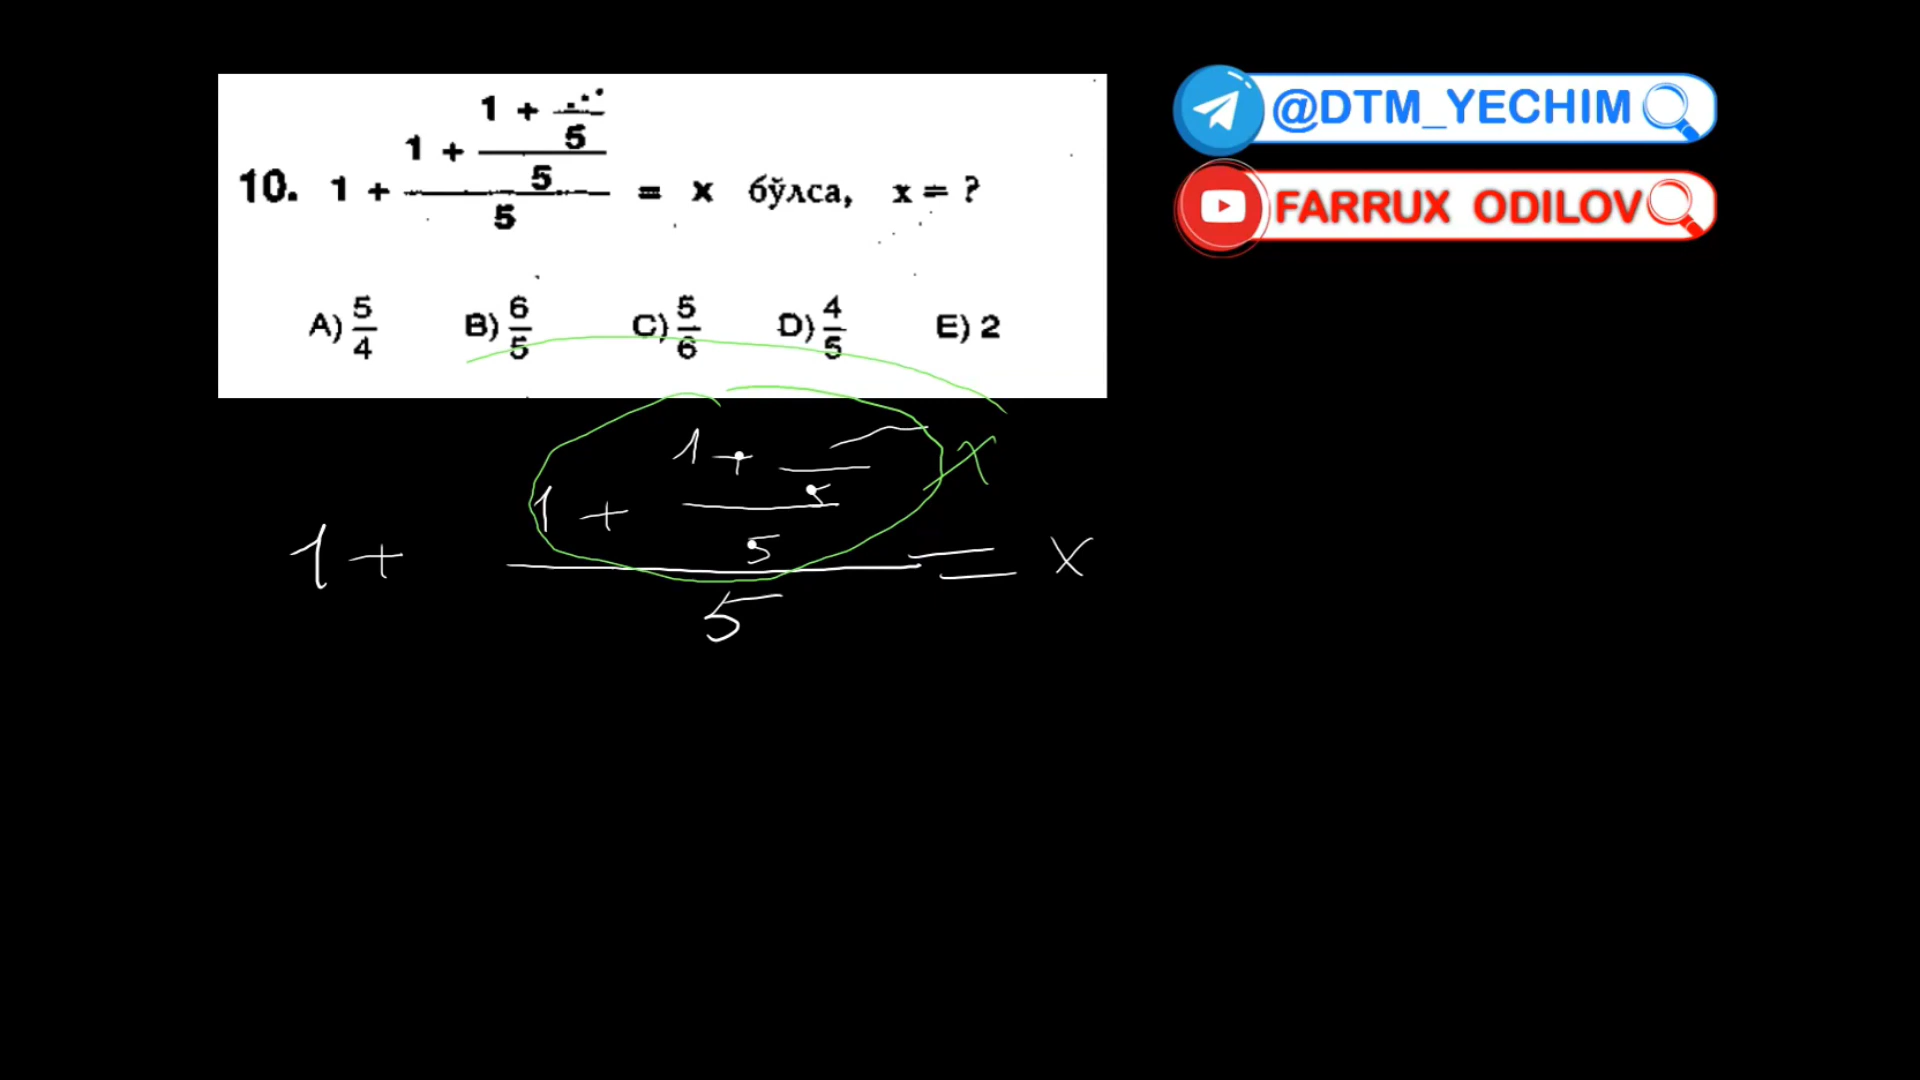 @DTM_YECHIM
FARRUX ODILOV
1 + ...
5
1 +
5
10. 1 + = x бўлса, x = ?
5
A) 5/4 B) 6/5 C) 5/6 D) 4/5 E) 2
1 +
x
5
1 +
5
1 + = x
5